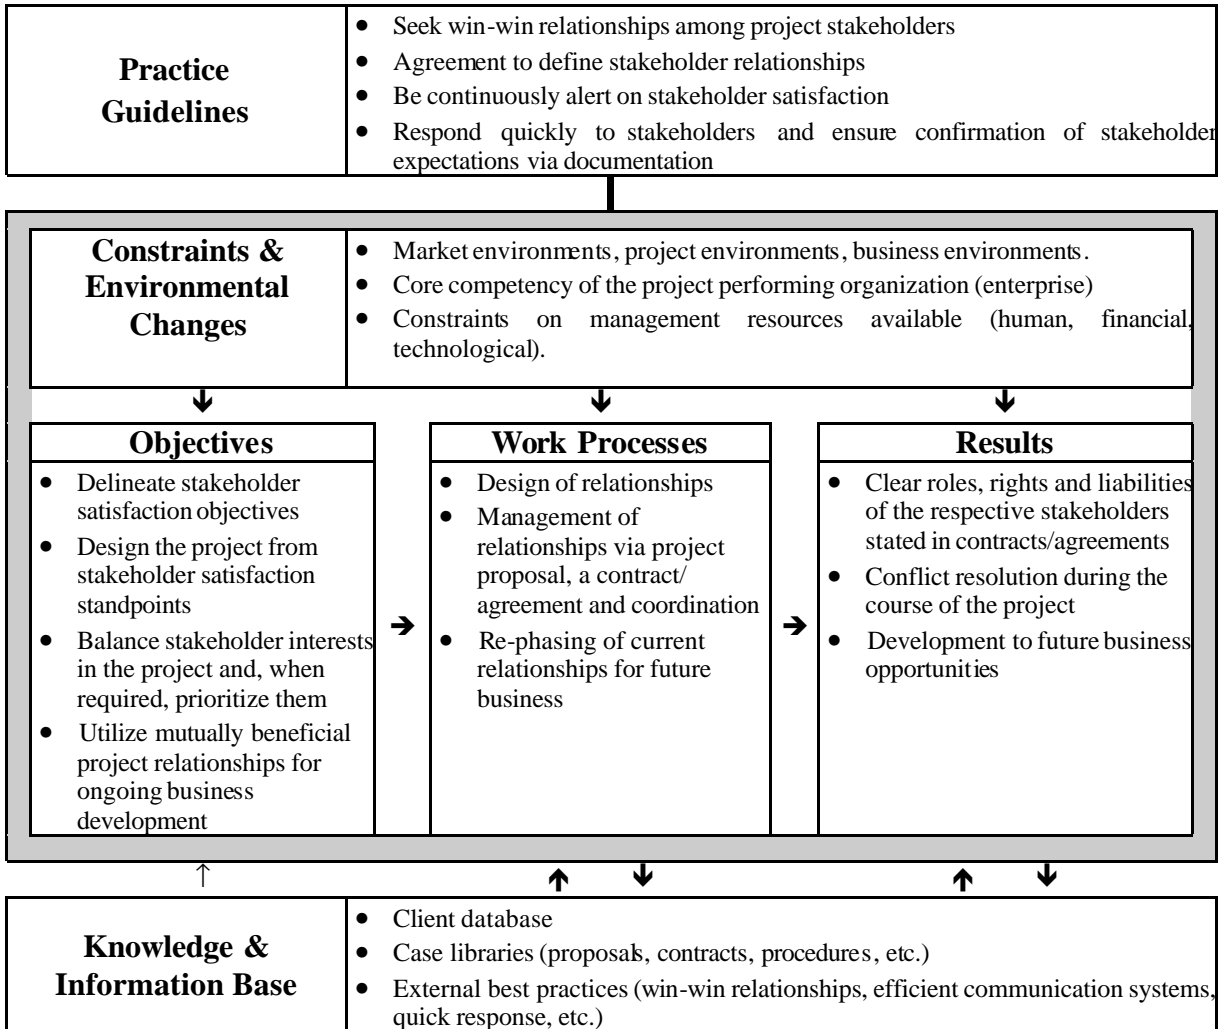 Practice
Guidelines
• Seek win-win relationships among project stakeholders
• Agreement to define stakeholder relationships
• Be continuously alert on stakeholder satisfaction
• Respond quickly to stakeholders and ensure confirmation of stakeholder
expectations via documentation
Constraints &
Environmental
Changes
• Market environments, project environments, business environments.
• Core competency of the project performing organization (enterprise)
• Constraints on management resources available (human, financial,
technological).
Objectives
• Delineate stakeholder
satisfaction objectives
• Design the project from
stakeholder satisfaction
standpoints
• Balance stakeholder interests
in the project and, when
required, prioritize them
• Utilize mutually beneficial
project relationships for
ongoing business
development
Work Processes
• Design of relationships
• Management of
relationships via project
proposal, a contract/
agreement and coordination
• Re-phasing of current
relationships for future
business
Results
• Clear roles, rights and liabilities
of the respective stakeholders
stated in contracts/agreements
• Conflict resolution during the
course of the project
• Development to future business
opportunities
Knowledge &
Information Base
• Client database
• Case libraries (proposals, contracts, procedures, etc.)
• External best practices (win-win relationships, efficient communication systems,
quick response, etc.)